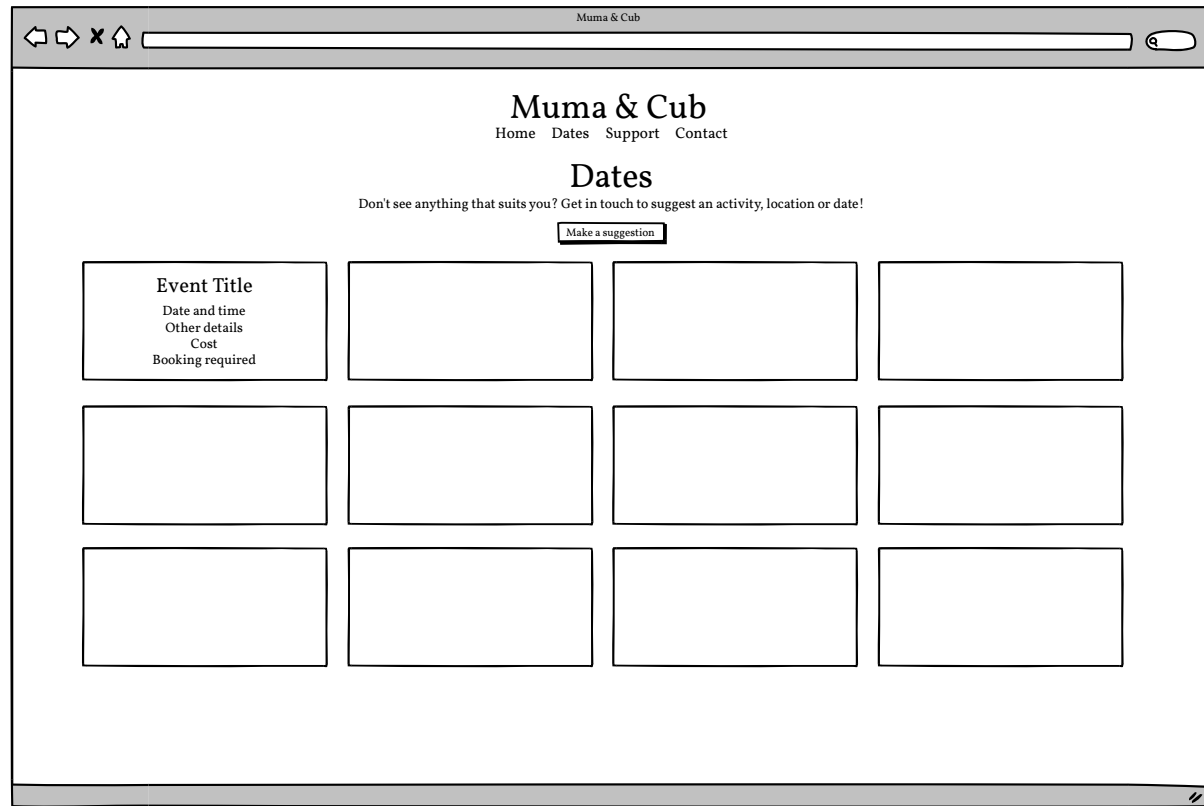 Muma & Cub
Muma & Cub
Home Dates Support Contact
Dates
Don't see anything that suits you? Get in touch to suggest an activity, location or date!
Make a suggestion
Event Title
Date and time
Other details
Cost
Booking required